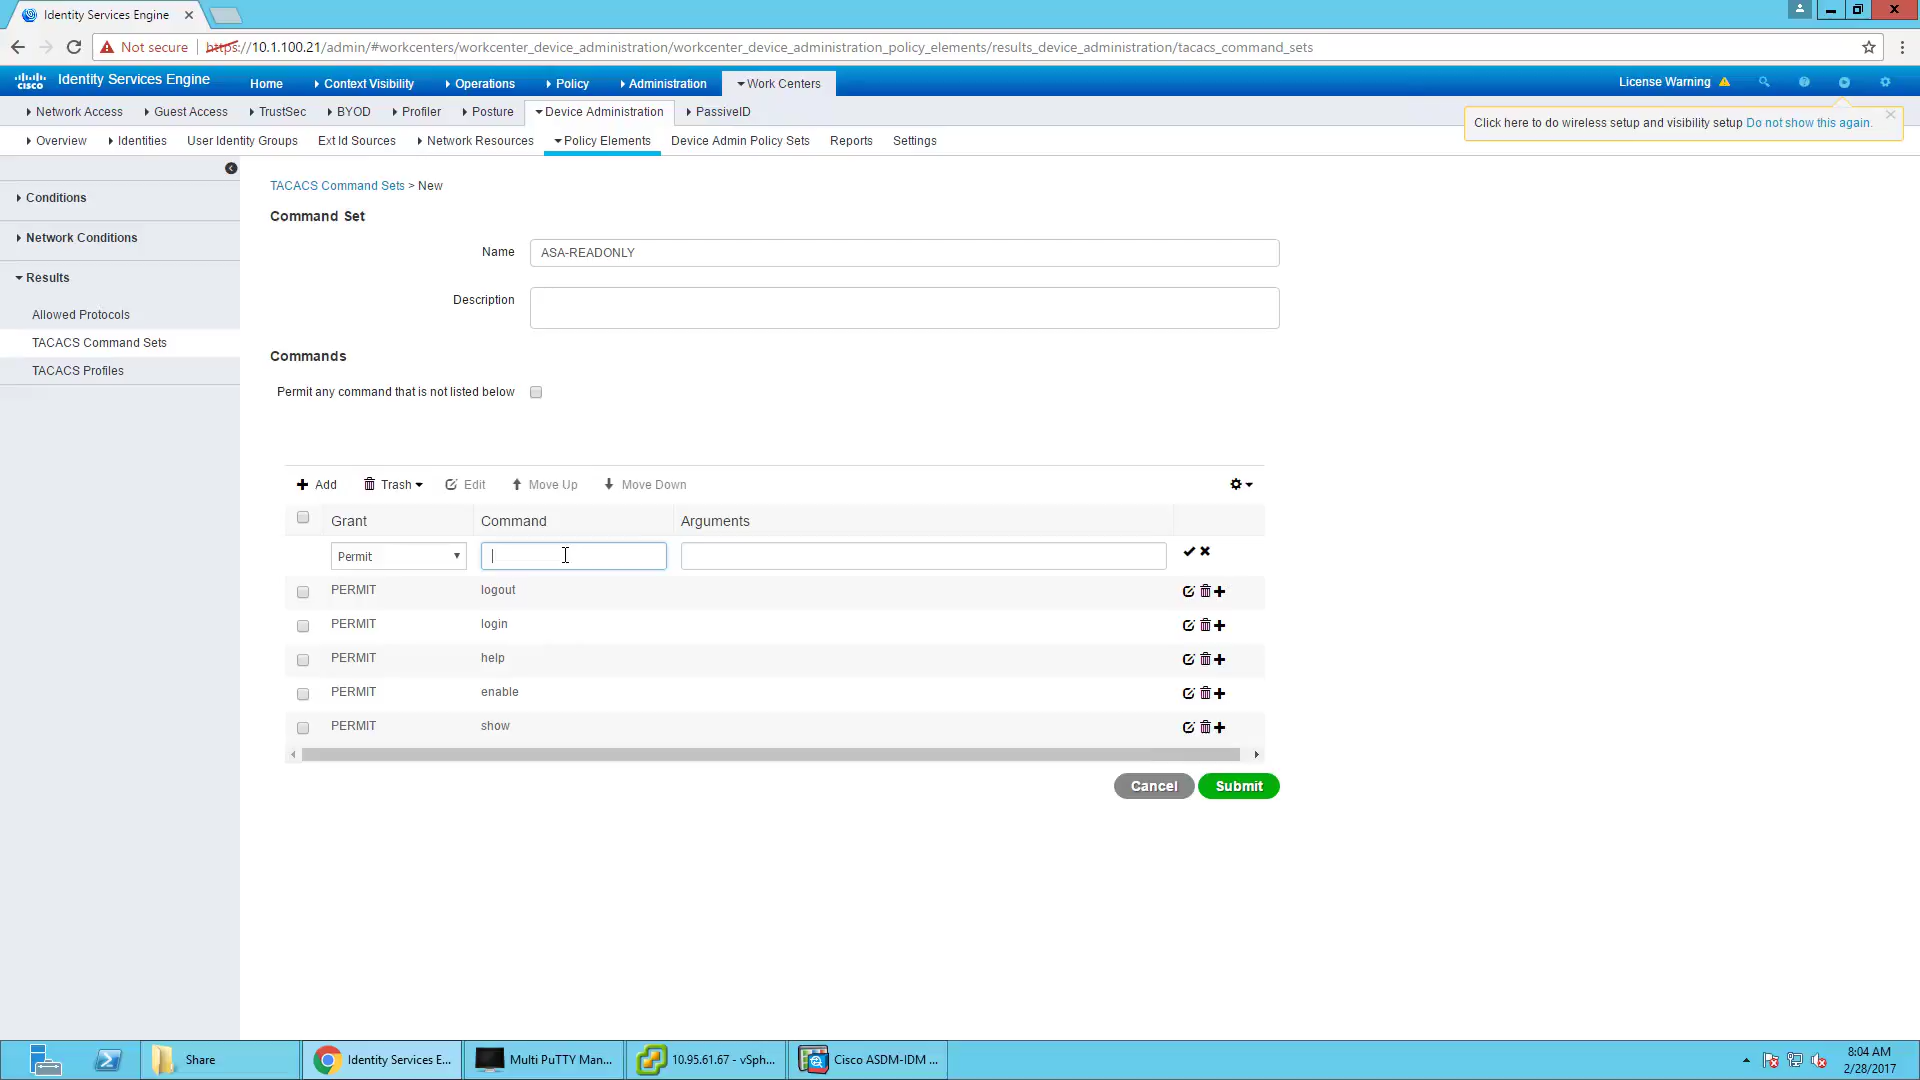 Identity Services Engine
Not secure https://10.1.100.21/admin/#workcenters/workcenter_device_administration/workcenter_device_administration_policy_elements/results_device_administration/tacacs_command_sets
cisco Identity Services Engine Home Context Visibility Operations Policy Administration Work Centers License Warning
Network Access Guest Access TrustSec BYOD Profiler Posture Device Administration PassiveID
Click here to do wireless setup and visibility setup Do not show this again.
Overview Identities User Identity Groups Ext Id Sources Network Resources Policy Elements Device Admin Policy Sets Reports Settings
Conditions
Network Conditions
Results
Allowed Protocols
TACACS Command Sets
TACACS Profiles
TACACS Command Sets > New
Command Set
Name ASA-READONLY
Description
Commands
Permit any command that is not listed below
Add Trash Edit Move Up Move Down
Grant Command Arguments
Permit
PERMIT logout
PERMIT login
PERMIT help
PERMIT enable
PERMIT show
Cancel Submit
Share Identity Services E... Multi PuTTY Man... 10.95.61.67 - vSph... Cisco ASDM-IDM ...
8:04 AM
2/28/2017